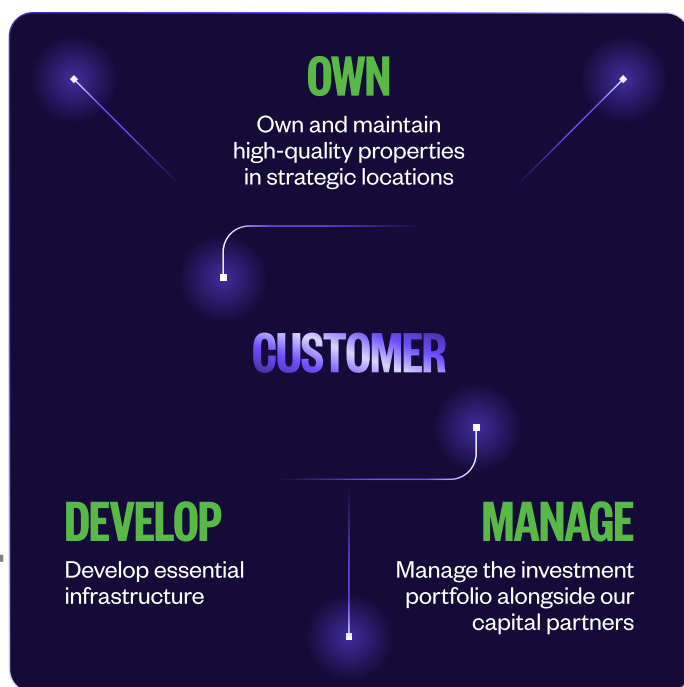 OWN
Own and maintain
high-quality properties
in strategic locations
CUSTOMER
DEVELOP
Develop essential
infrastructure
MANAGE
Manage the investment
portfolio alongside our
capital partners